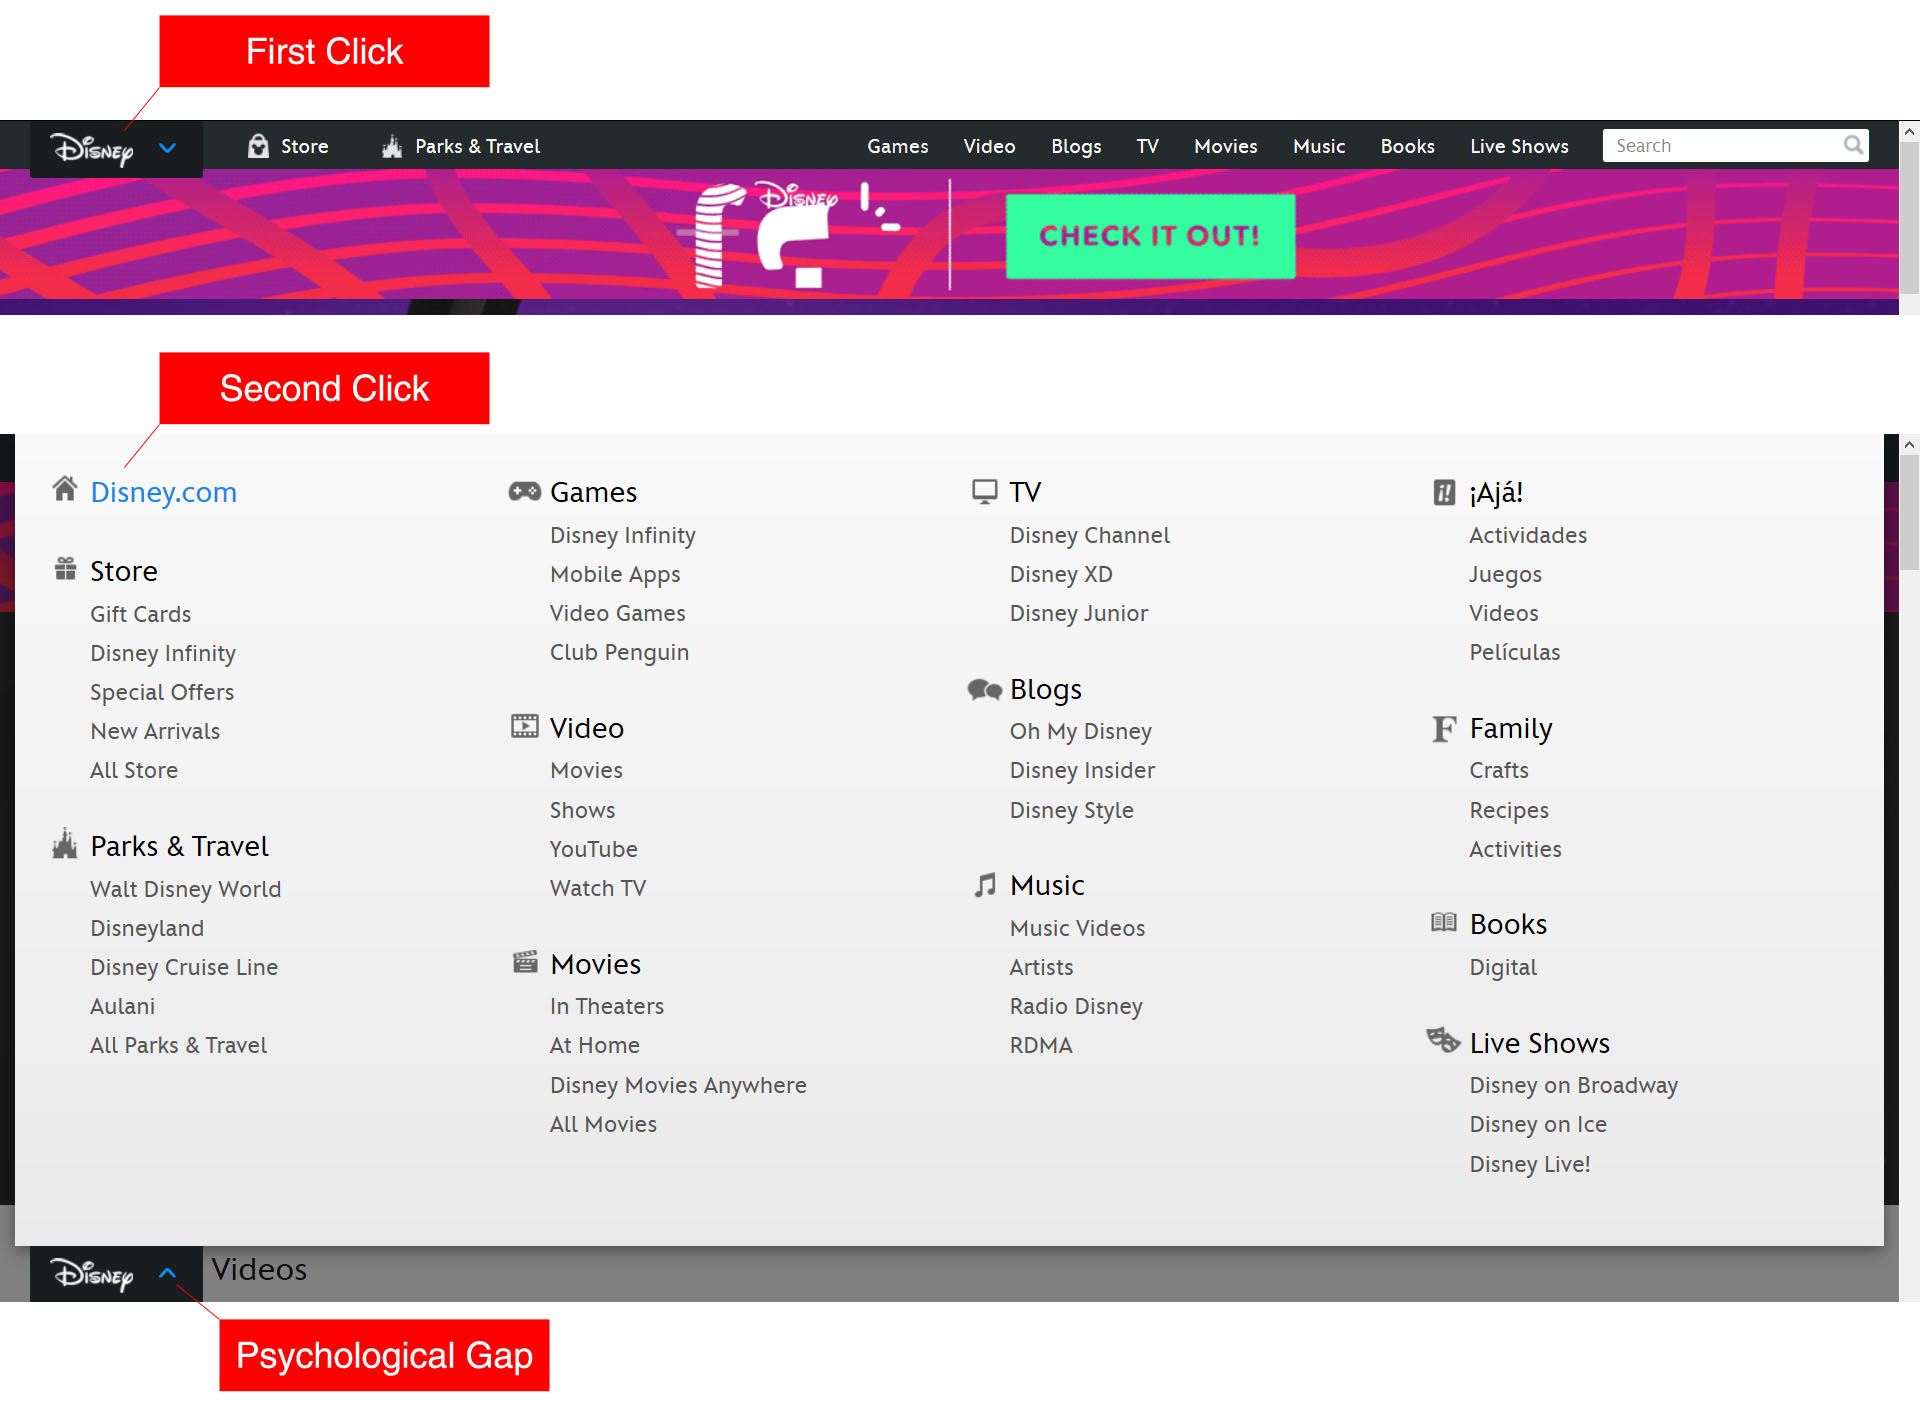 First Click
Disney
Store
Parks & Travel
Games
Video
Blogs
TV
Movies
Music
Books
Live Shows
Search
Disney
CHECK IT OUT!
Second Click
Disney.com
Store
Gift Cards
Disney Infinity
Special Offers
New Arrivals
All Store
Parks & Travel
Walt Disney World
Disneyland
Disney Cruise Line
Aulani
All Parks & Travel
Games
Disney Infinity
Mobile Apps
Video Games
Club Penguin
Video
Movies
Shows
YouTube
Watch TV
Movies
In Theaters
At Home
Disney Movies Anywhere
All Movies
TV
Disney Channel
Disney XD
Disney Junior
Blogs
Oh My Disney
Disney Insider
Disney Style
Music
Music Videos
Artists
Radio Disney
RDMA
¡Ajá!
Actividades
Juegos
Videos
Películas
Family
Crafts
Recipes
Activities
Books
Digital
Live Shows
Disney on Broadway
Disney on Ice
Disney Live!
Disney
Videos
Psychological Gap